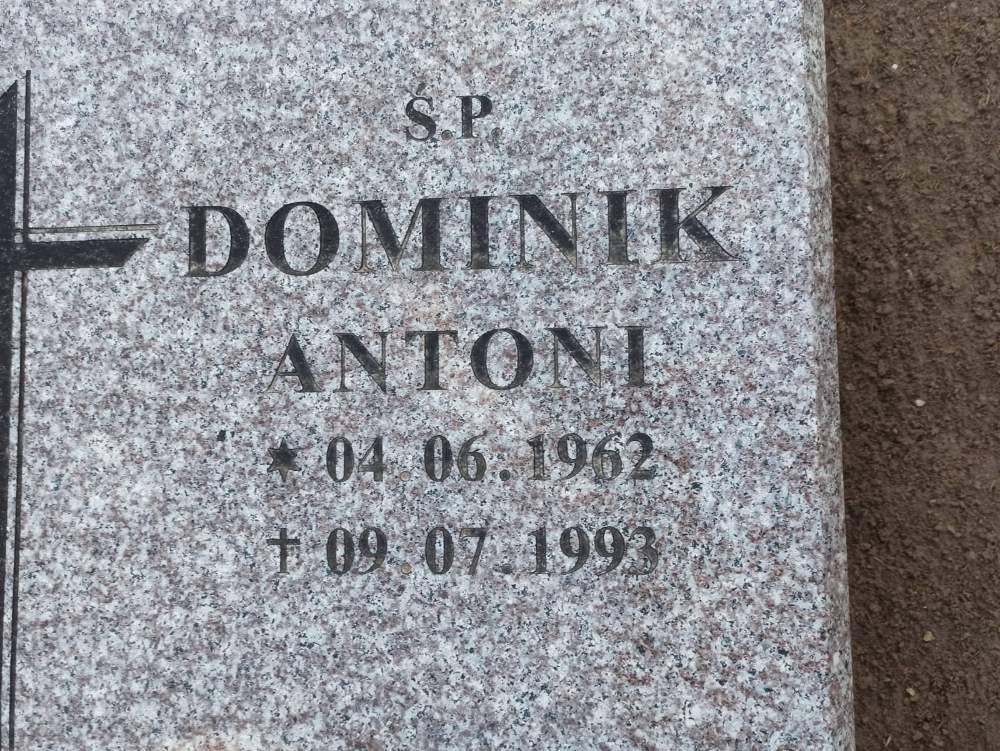 Ś.P.
DOMINIK
ANTONI
★ 04.06.1962
✝ 09.07.1993